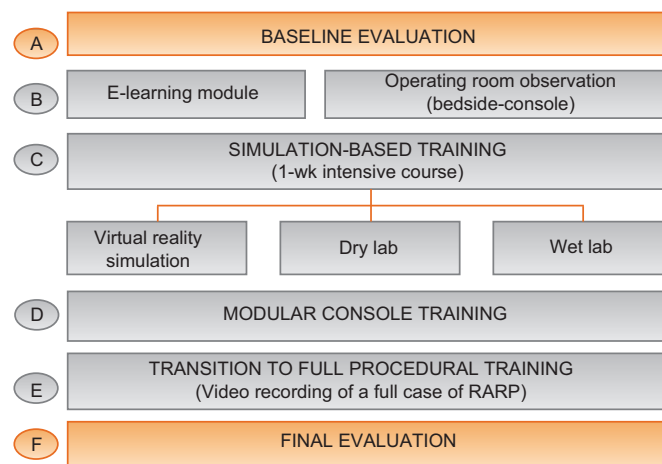 A
BASELINE EVALUATION
B
E-learning module
Operating room observation
(bedside-console)
C
SIMULATION-BASED TRAINING
(1-wk intensive course)
Virtual reality
simulation
Dry lab
Wet lab
D
MODULAR CONSOLE TRAINING
E
TRANSITION TO FULL PROCEDURAL TRAINING
(Video recording of a full case of RARP)
F
FINAL EVALUATION